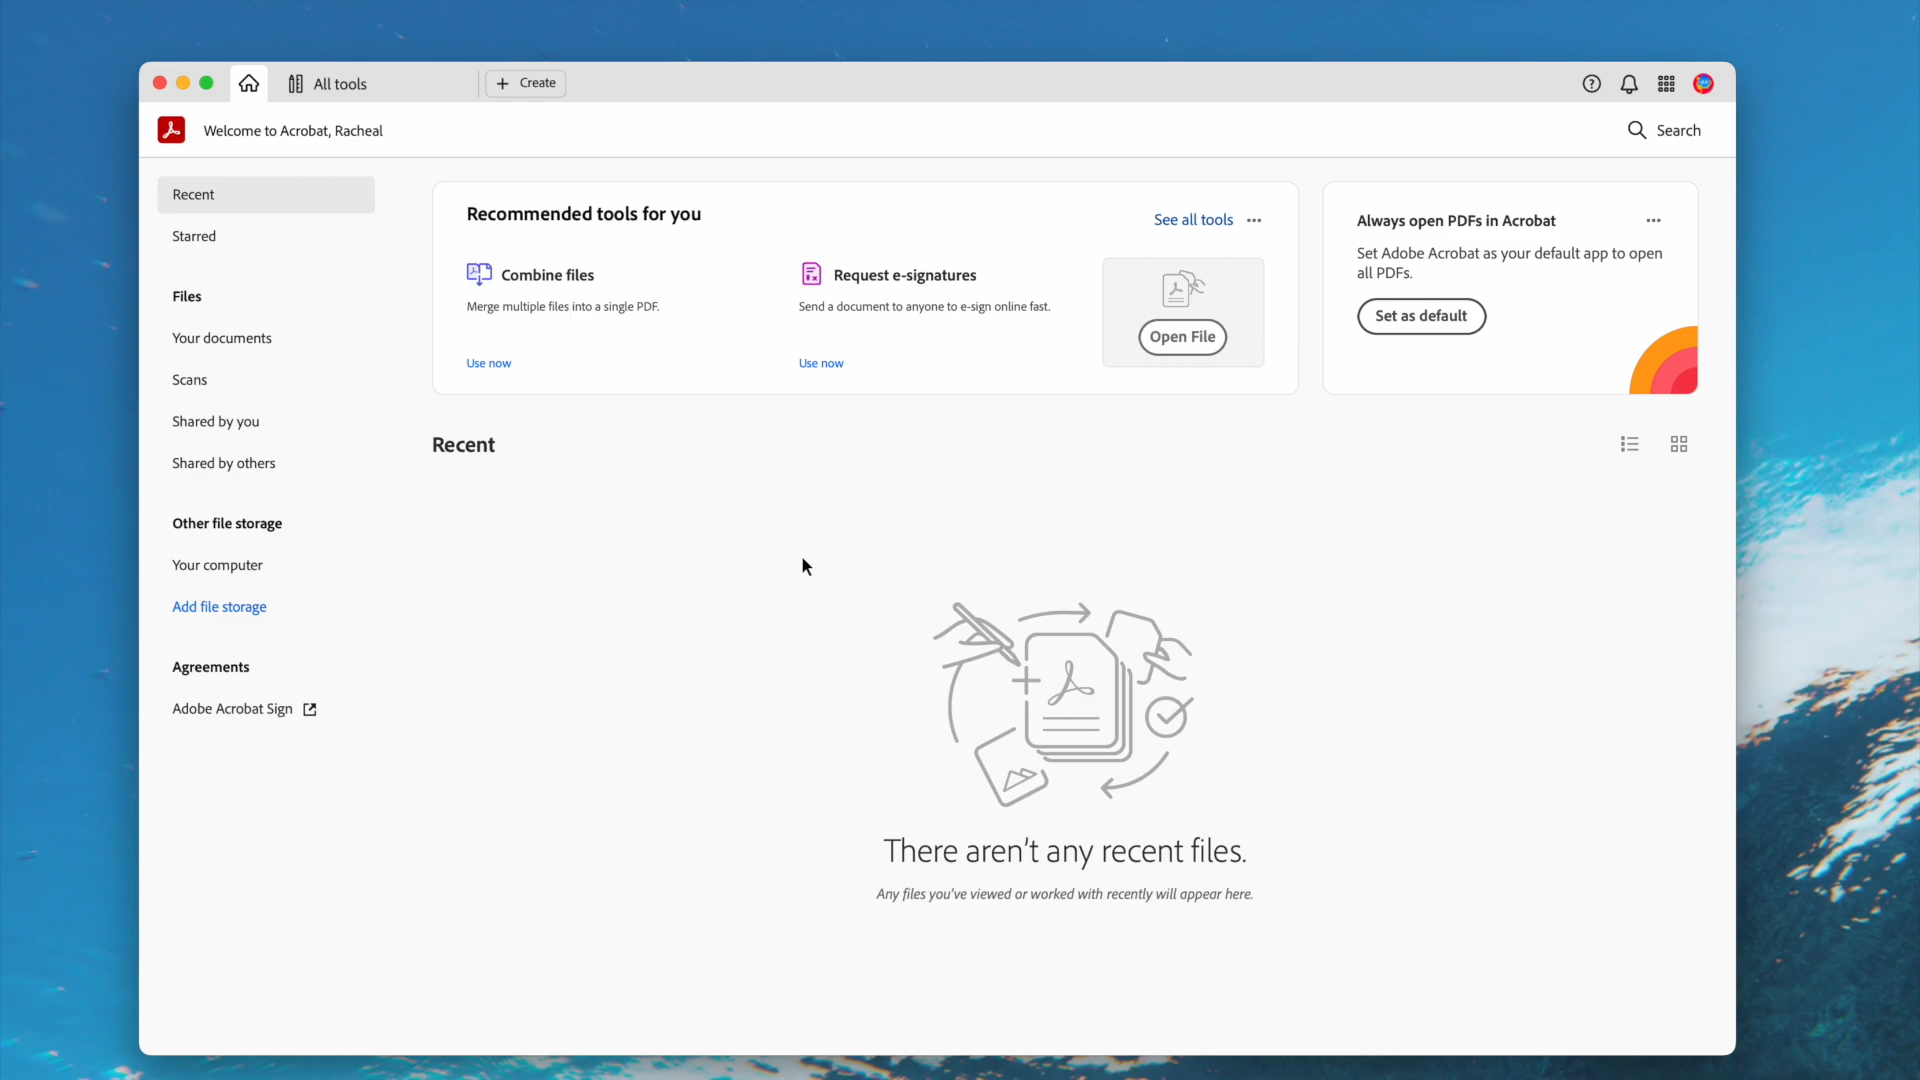 All tools
Create
Welcome to Acrobat, Racheal
Search
Recent
Starred
Files
Your documents
Scans
Shared by you
Shared by others
Other file storage
Your computer
Add file storage
Agreements
Adobe Acrobat Sign
Recommended tools for you
See all tools
Combine files
Merge multiple files into a single PDF.
Use now
Request e-signatures
Send a document to anyone to e-sign online fast.
Use now
Open File
Always open PDFs in Acrobat
Set Adobe Acrobat as your default app to open
all PDFs.
Set as default
Recent
There aren't any recent files.
Any files you've viewed or worked with recently will appear here.